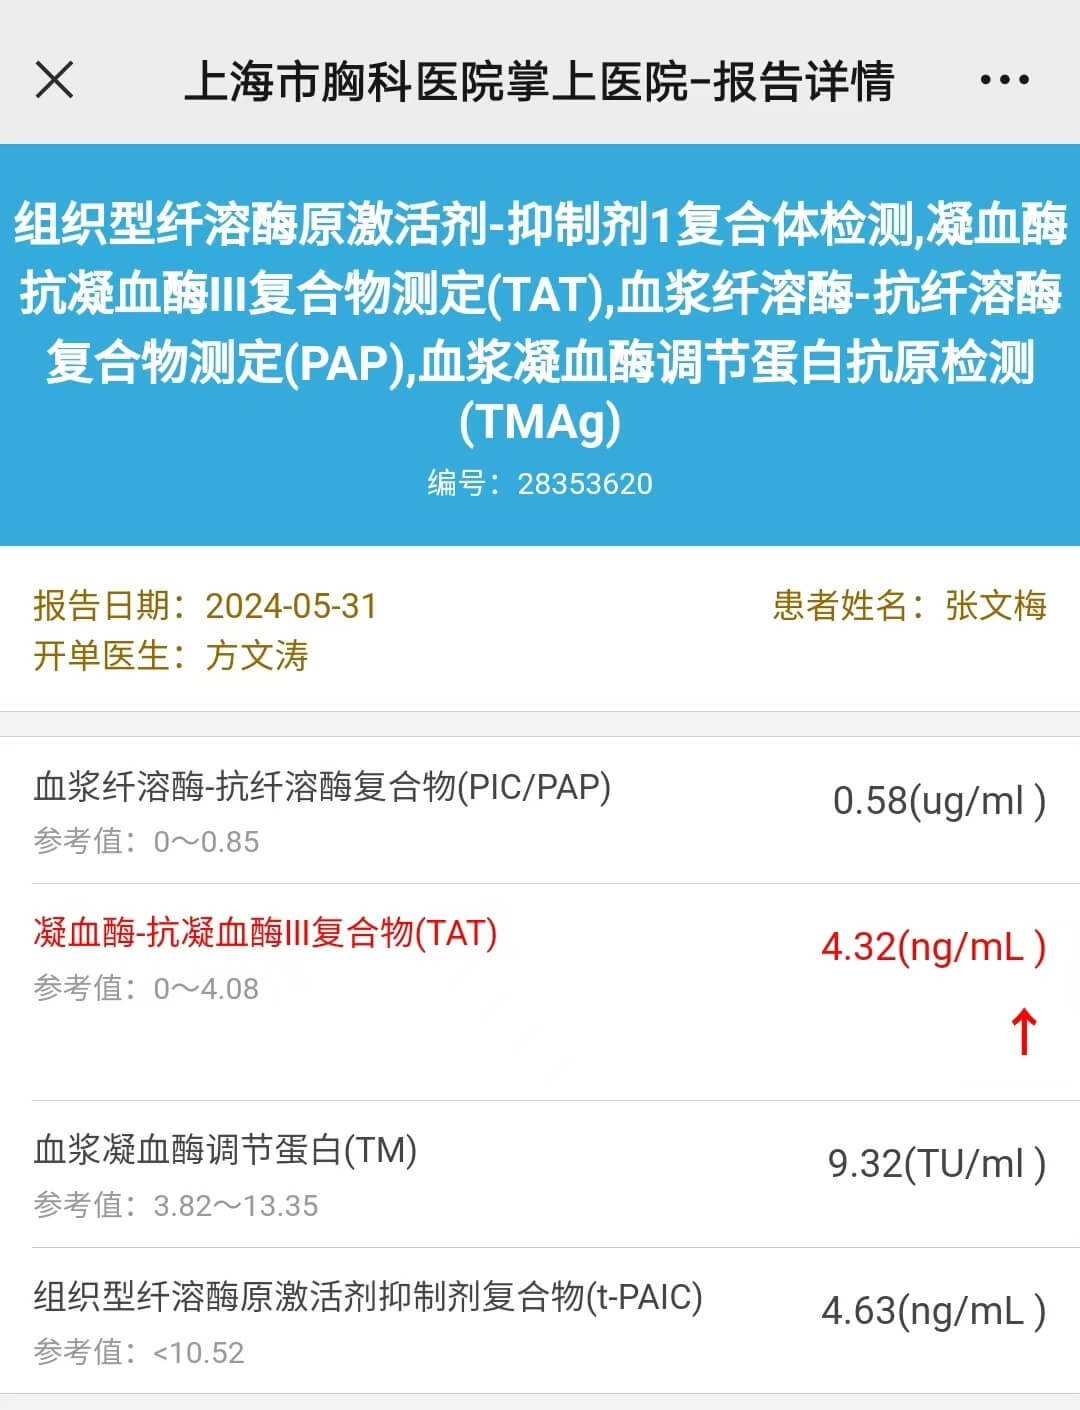 上海市胸科医院掌上医院-报告详情
组织型纤溶酶原激活剂-抑制剂1复合体检测,凝血酶
抗凝血酶III复合物测定(TAT),血浆纤溶酶-抗纤溶酶
复合物测定(PAP),血浆凝血酶调节蛋白抗原检测
(TMAg)
编号：28353620
报告日期：2024-05-31 患者姓名：张文梅
开单医生：方文涛
血浆纤溶酶-抗纤溶酶复合物(PIC/PAP) 0.58(ug/ml )
参考值：0～0.85
凝血酶-抗凝血酶III复合物(TAT) 4.32(ng/mL )
参考值：0～4.08
↑
血浆凝血酶调节蛋白(TM) 9.32(TU/ml )
参考值：3.82～13.35
组织型纤溶酶原激活剂抑制剂复合物(t-PAIC) 4.63(ng/mL )
参考值：<10.52